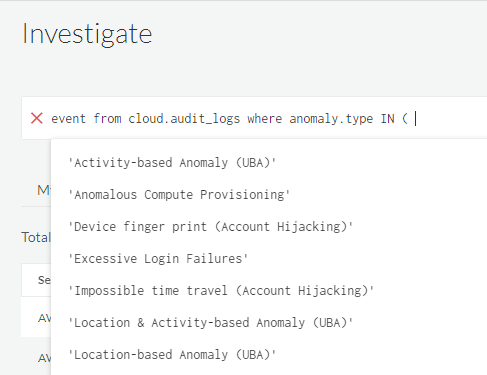 Investigate
event from cloud.audit_logs where anomaly.type IN (
'Activity-based Anomaly (UBA)'
'Anomalous Compute Provisioning'
'Device finger print (Account Hijacking)'
'Excessive Login Failures'
'Impossible time travel (Account Hijacking)'
'Location & Activity-based Anomaly (UBA)'
'Location-based Anomaly (UBA)'
My
Total
Se
AV
AV